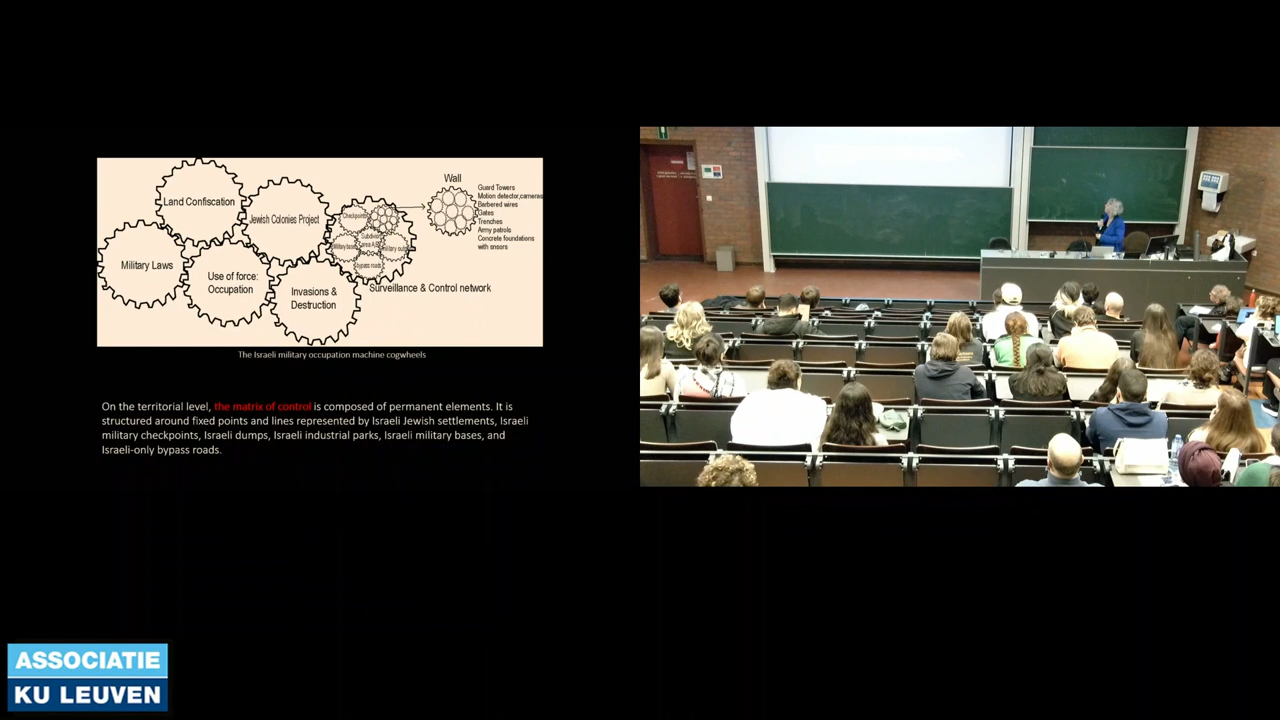 Land Confiscation
Jewish Colonies Project
Military Laws
Use of force:
Occupation
Invasions &
Destruction
Checkpoints
bypass roads
Surveillance & Control network
Wall
Guard Towers
Motion detector,cameras
Barbered wires
Gates
Trenches
Army patrols
Concrete foundations
with snsors
The Israeli military occupation machine cogwheels
On the territorial level, the matrix of control is composed of permanent elements. It is
structured around fixed points and lines represented by Israeli Jewish settlements, Israeli
military checkpoints, Israeli dumps, Israeli industrial parks, Israeli military bases, and
Israeli-only bypass roads.
ASSOCIATIE
KU LEUVEN